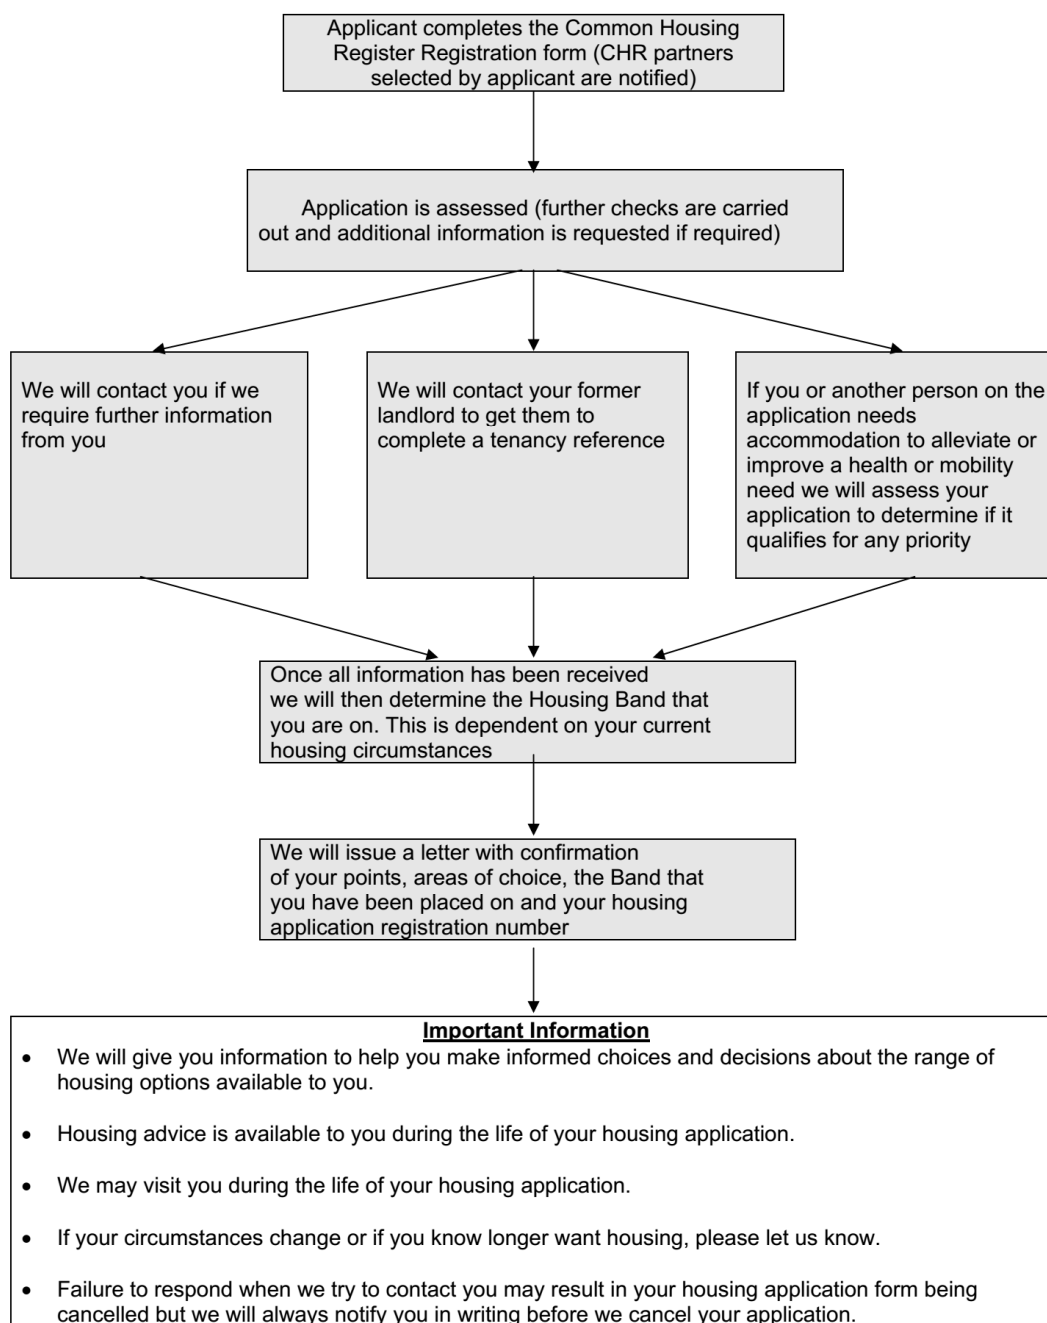 Applicant completes the Common Housing
Register Registration form (CHR partners
selected by applicant are notified)
Application is assessed (further checks are carried
out and additional information is requested if required)
We will contact you if we
require further information
from you
We will contact your former
landlord to get them to
complete a tenancy reference
If you or another person on the
application needs
accommodation to alleviate or
improve a health or mobility
need we will assess your
application to determine if it
qualifies for any priority
Once all information has been received
we will then determine the Housing Band that
you are on. This is dependent on your current
housing circumstances
We will issue a letter with confirmation
of your points, areas of choice, the Band that
you have been placed on and your housing
application registration number
Important Information
• We will give you information to help you make informed choices and decisions about the range of
housing options available to you.
• Housing advice is available to you during the life of your housing application.
• We may visit you during the life of your housing application.
• If your circumstances change or if you know longer want housing, please let us know.
• Failure to respond when we try to contact you may result in your housing application form being
cancelled but we will always notify you in writing before we cancel your application.